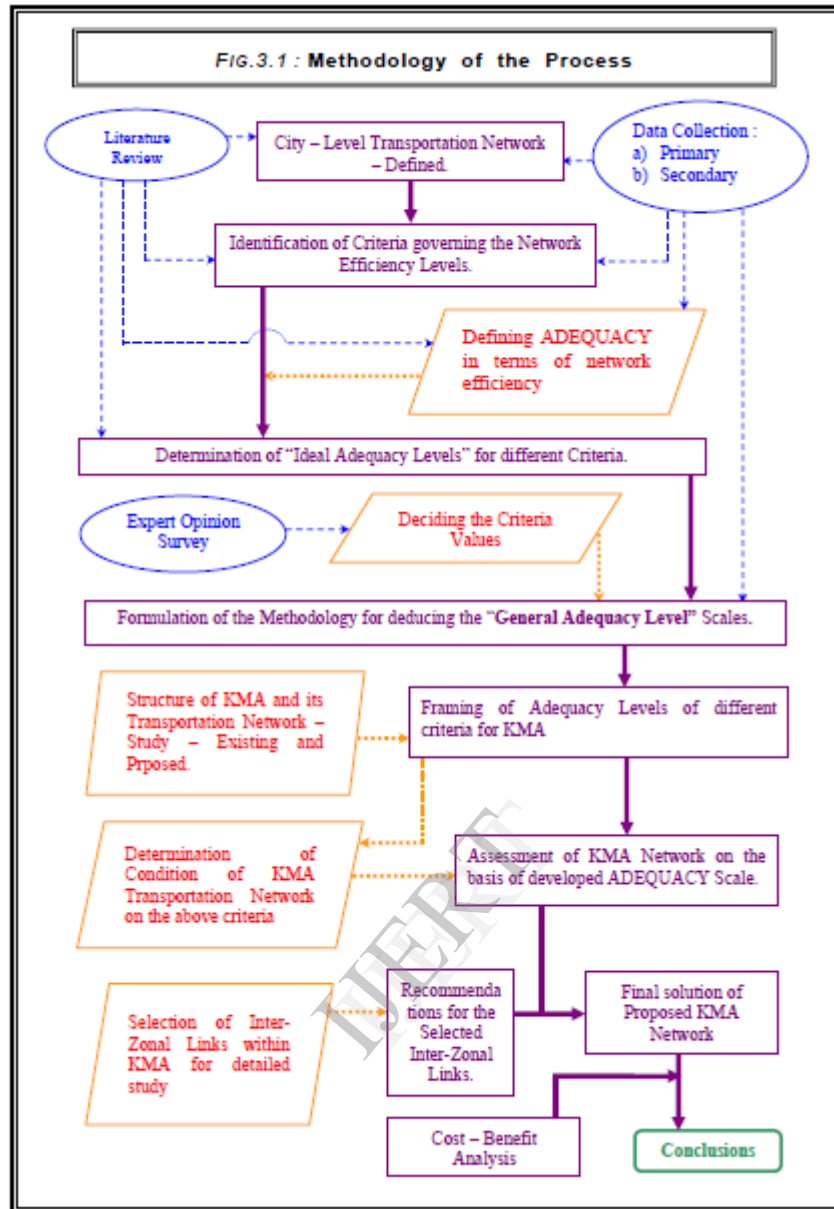 FIG.3.1 : Methodology of the Process
Literature
Review
City – Level Transportation Network
– Defined.
Data Collection :
a) Primary
b) Secondary
Identification of Criteria governing the Network
Efficiency Levels.
Defining ADEQUACY
in terms of network
efficiency
Determination of “Ideal Adequacy Levels” for different Criteria.
Expert Opinion
Survey
Deciding the Criteria
Values
Formulation of the Methodology for deducing the “General Adequacy Level” Scales.
Structure of KMA and its
Transportation Network –
Study – Existing and
Prposed.
Framing of Adequacy Levels of different
criteria for KMA
Determination of
Condition of KMA
Transportation Network
on the above criteria
Assessment of KMA Network on the
basis of developed ADEQUACY Scale.
Selection of Inter-
Zonal Links within
KMA for detailed
study
Recommenda
tions for the
Selected
Inter-Zonal
Links.
Final solution of
Proposed KMA
Network
Cost – Benefit
Analysis
Conclusions
IJERT